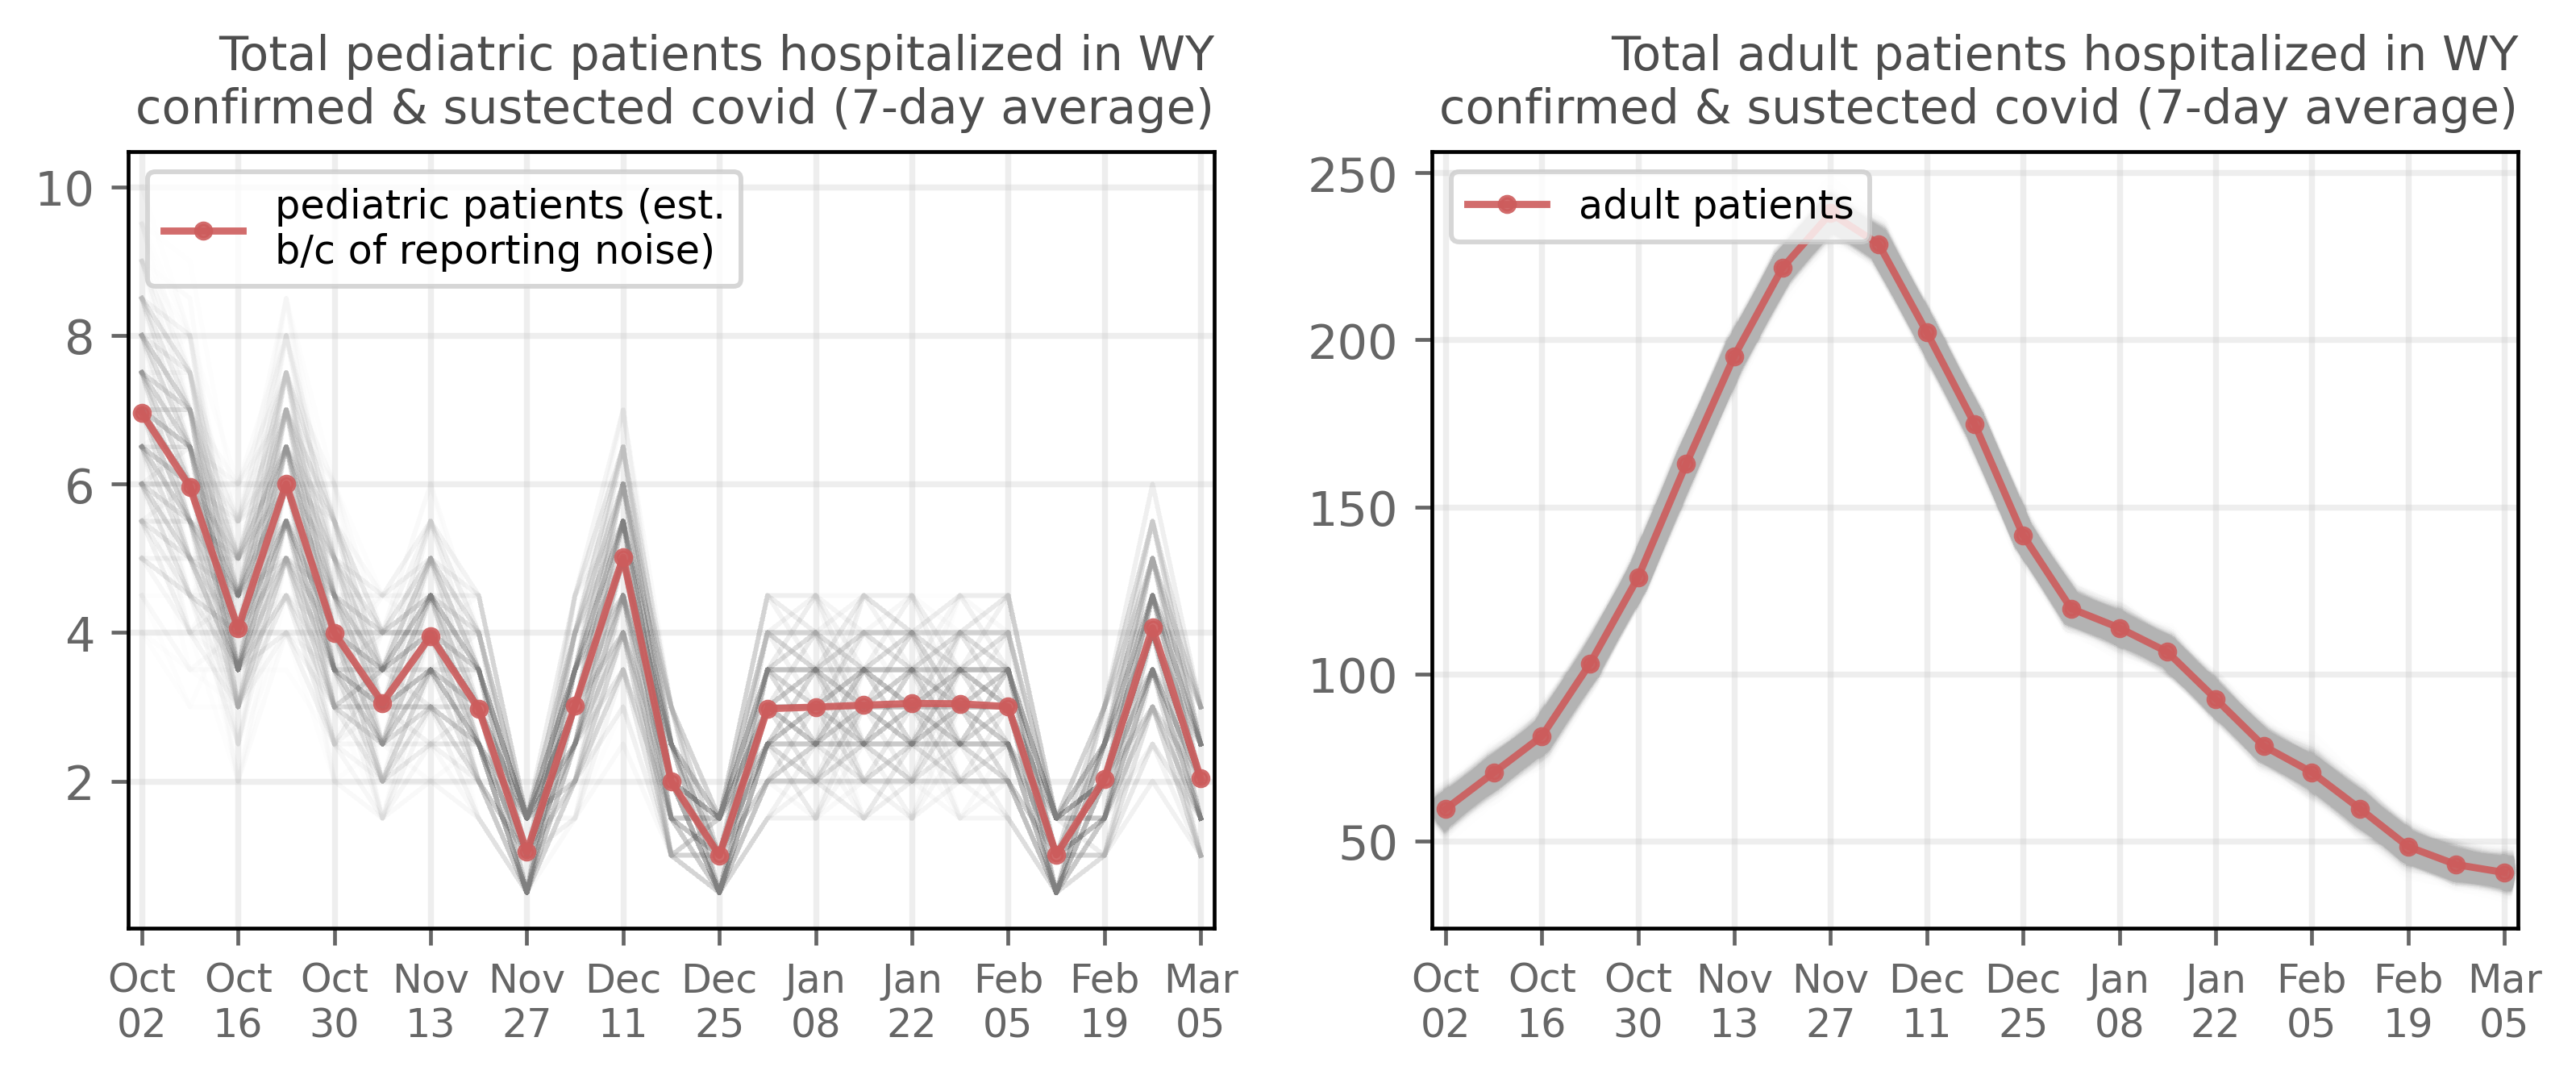 Total pediatric patients hospitalized in WY
confirmed & sustected covid (7-day average)
10
8
6
4
2
pediatric patients (est.
b/c of reporting noise)
Oct Oct Oct Nov Nov Dec Dec Jan Jan Feb Feb Mar
02 16 30 13 27 11 25 08 22 05 19 05
Total adult patients hospitalized in WY
confirmed & sustected covid (7-day average)
250
200
150
100
50
adult patients
Oct Oct Oct Nov Nov Dec Dec Jan Jan Feb Feb Mar
02 16 30 13 27 11 25 08 22 05 19 05